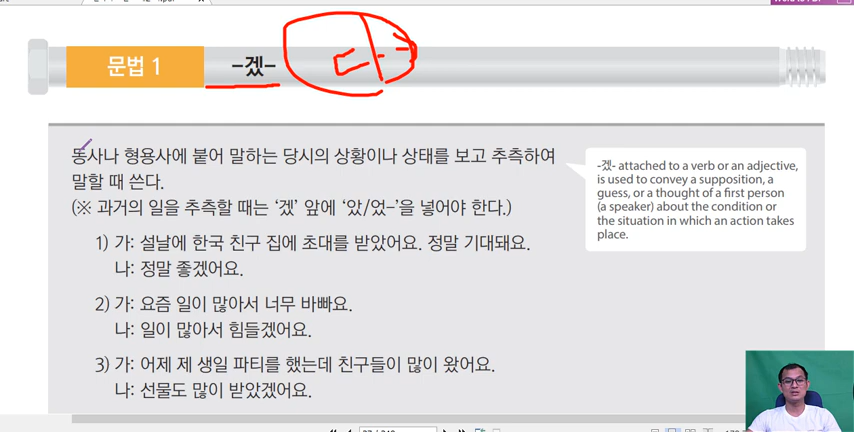 문법 1
-겠-
동사나 형용사에 붙어 말하는 당시의 상황이나 상태를 보고 추측하여
말할 때 쓴다.
(※ 과거의 일을 추측할 때는 ‘겠’ 앞에 ‘았/었-’을 넣어야 한다.)
1) 가: 설날에 한국 친구 집에 초대를 받았어요. 정말 기대돼요.
나: 정말 좋겠어요.
2) 가: 요즘 일이 많아서 너무 바빠요.
나: 일이 많아서 힘들겠어요.
3) 가: 어제 제 생일 파티를 했는데 친구들이 많이 왔어요.
나: 선물도 많이 받았겠어요.
-겠- attached to a verb or an adjective,
is used to convey a supposition, a
guess, or a thought of a first person
(a speaker) about the condition or
the situation in which an action takes
place.